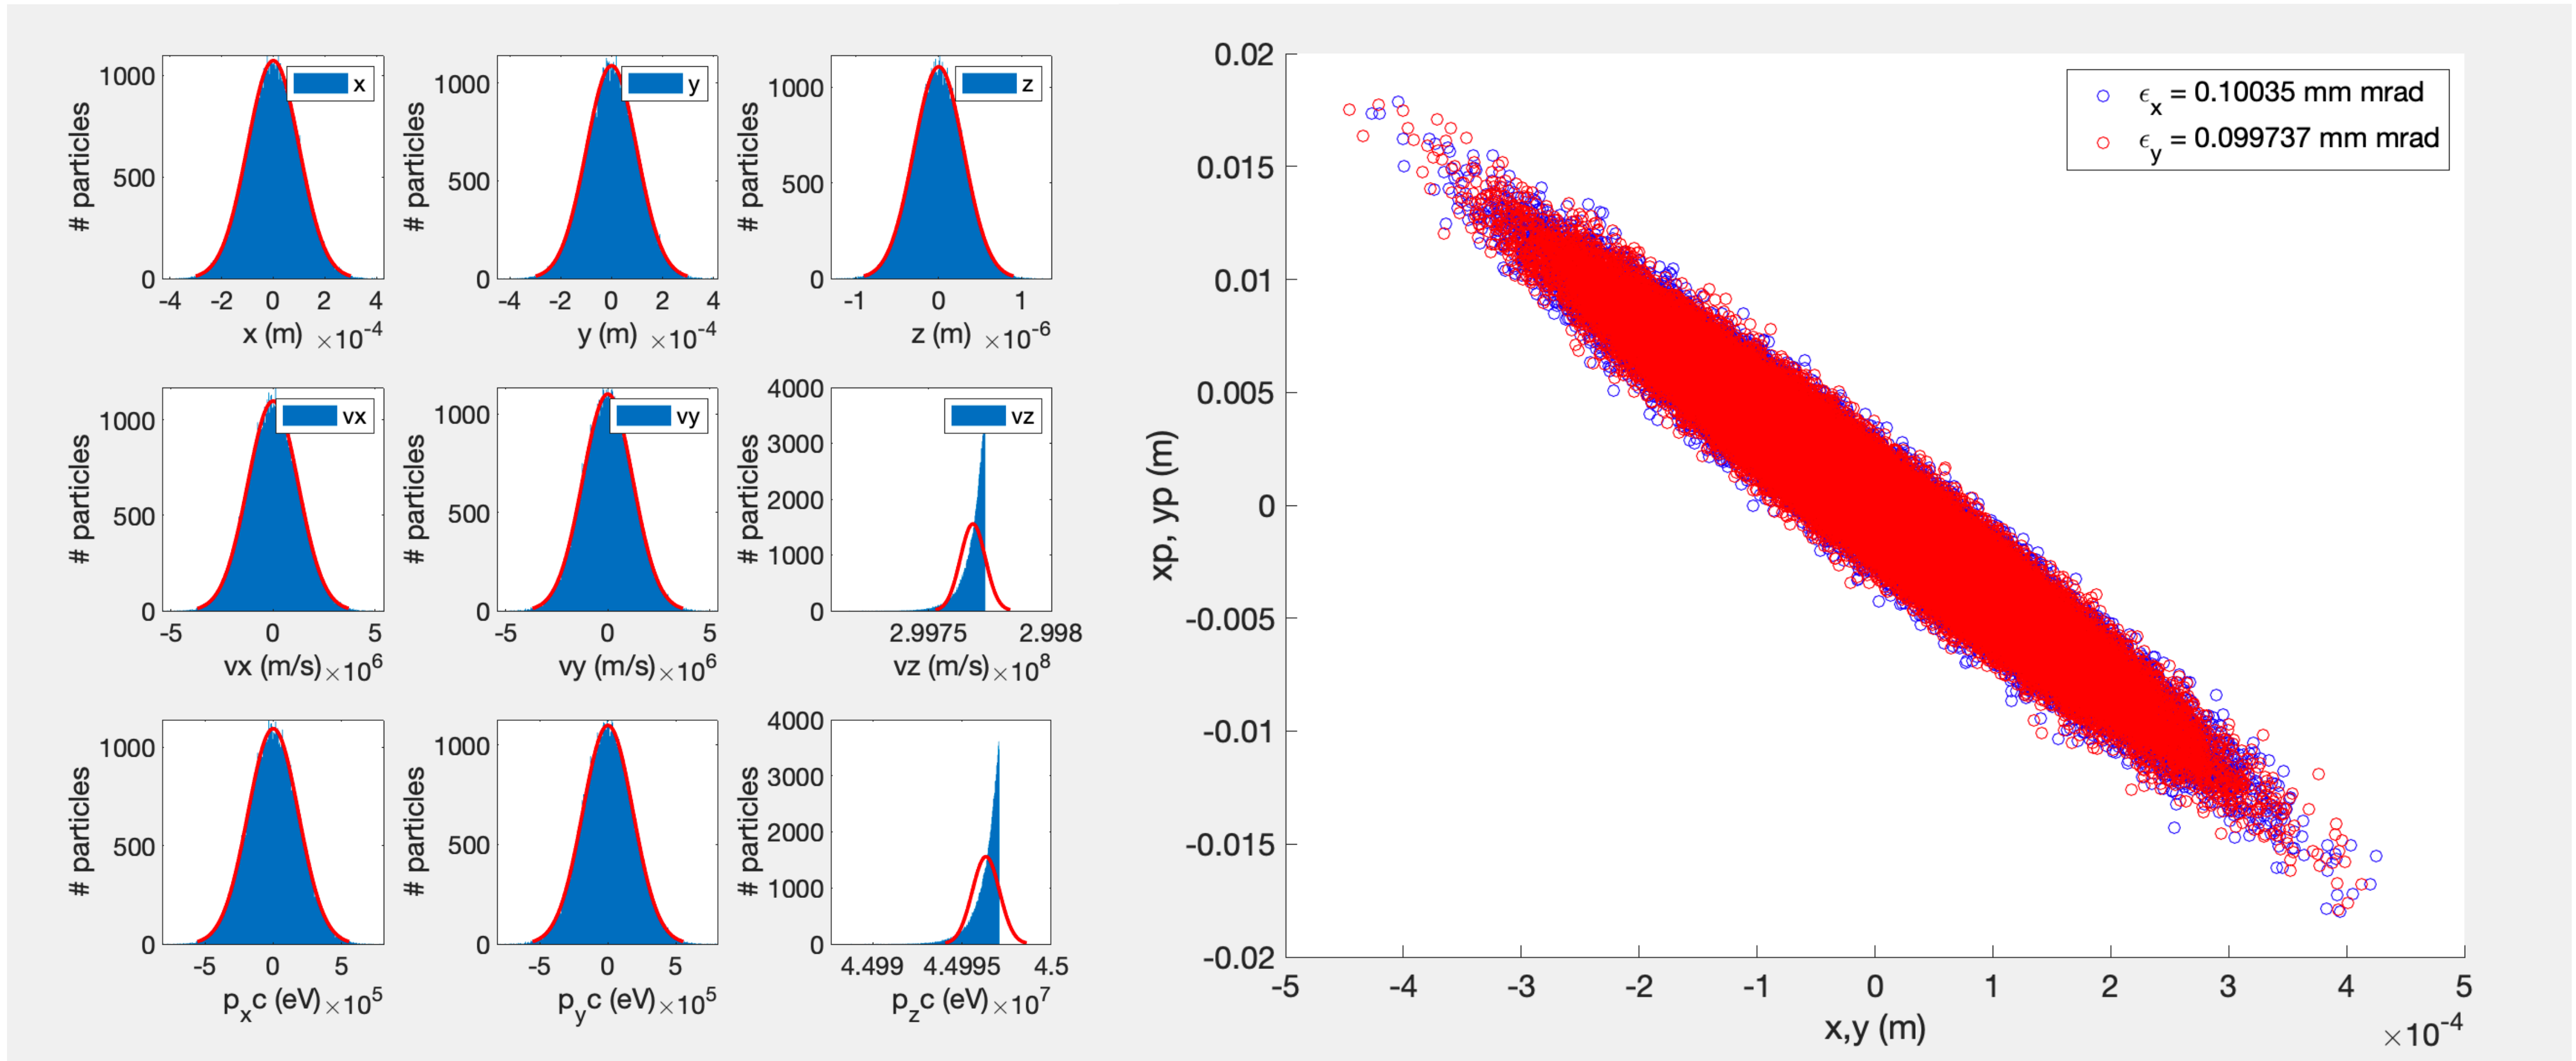 # particles
1000
500
0
x
-4 -2 0 2 4
x (m) ×10-4
# particles
1000
500
0
y
-4 -2 0 2 4
y (m) ×10-4
# particles
1000
500
0
z
-1 0 1
z (m) ×10-6
# particles
1000
500
0
vx
-5 0 5
vx (m/s) ×106
# particles
1000
500
0
vy
-5 0 5
vy (m/s) ×106
# particles
4000
3000
2000
1000
0
vz
2.9975 2.998
vz (m/s) ×108
# particles
1000
500
0
-5 0 5
pxc (eV) ×105
# particles
1000
500
0
-5 0 5
pyc (eV) ×105
# particles
4000
3000
2000
1000
0
4.499 4.4995 4.5
pzc (eV) ×107
xp, yp (m)
0.02
0.015
0.01
0.005
0
-0.005
-0.01
-0.015
-0.02
ϵx = 0.10035 mm mrad
ϵy = 0.099737 mm mrad
-5 -4 -3 -2 -1 0 1 2 3 4 5
x,y (m) ×10-4